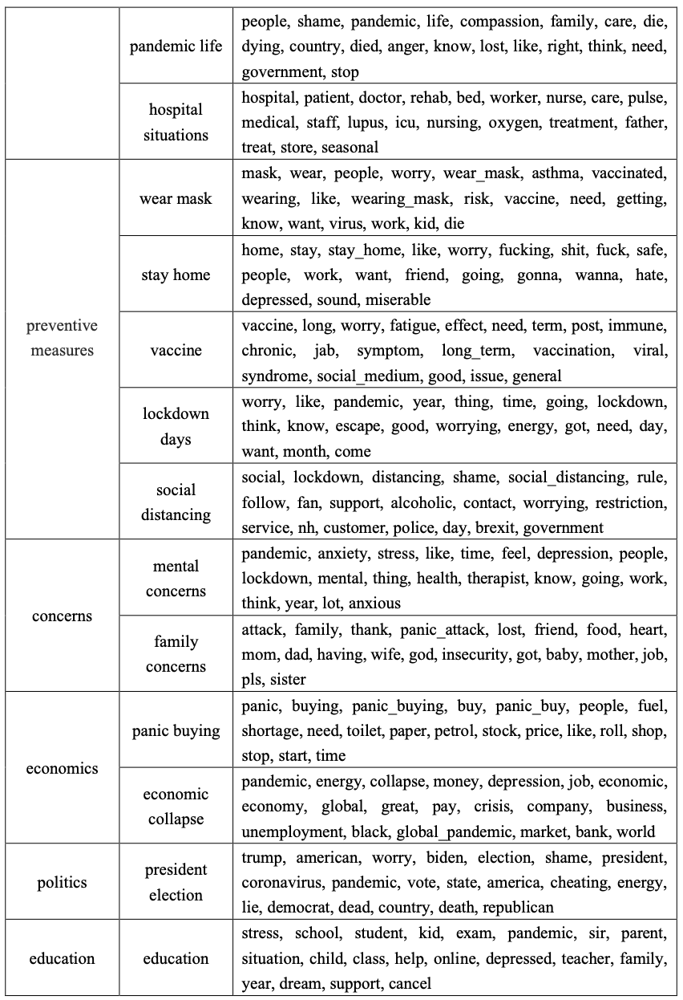 pandemic life
people, shame, pandemic, life, compassion, family, care, die,
dying, country, died, anger, know, lost, like, right, think, need,
government, stop
hospital
situations
hospital, patient, doctor, rehab, bed, worker, nurse, care, pulse,
medical, staff, lupus, icu, nursing, oxygen, treatment, father,
treat, store, seasonal
preventive
measures
wear mask
mask, wear, people, worry, wear_mask, asthma, vaccinated,
wearing, like, wearing_mask, risk, vaccine, need, getting,
know, want, virus, work, kid, die
stay home
home, stay, stay_home, like, worry, fucking, shit, fuck, safe,
people, work, want, friend, going, gonna, wanna, hate,
depressed, sound, miserable
vaccine
vaccine, long, worry, fatigue, effect, need, term, post, immune,
chronic, jab, symptom, long_term, vaccination, viral,
syndrome, social_medium, good, issue, general
lockdown
days
worry, like, pandemic, year, thing, time, going, lockdown,
think, know, escape, good, worrying, energy, got, need, day,
want, month, come
social
distancing
social, lockdown, distancing, shame, social_distancing, rule,
follow, fan, support, alcoholic, contact, worrying, restriction,
service, nh, customer, police, day, brexit, government
concerns
mental
concerns
pandemic, anxiety, stress, like, time, feel, depression, people,
lockdown, mental, thing, health, therapist, know, going, work,
think, year, lot, anxious
family
concerns
attack, family, thank, panic_attack, lost, friend, food, heart,
mom, dad, having, wife, god, insecurity, got, baby, mother, job,
pls, sister
economics
panic buying
panic, buying, panic_buying, buy, panic_buy, people, fuel,
shortage, need, toilet, paper, petrol, stock, price, like, roll, shop,
stop, start, time
economic
collapse
pandemic, energy, collapse, money, depression, job, economic,
economy, global, great, pay, crisis, company, business,
unemployment, black, global_pandemic, market, bank, world
politics
president
election
trump, american, worry, biden, election, shame, president,
coronavirus, pandemic, vote, state, america, cheating, energy,
lie, democrat, dead, country, death, republican
education
education
stress, school, student, kid, exam, pandemic, sir, parent,
situation, child, class, help, online, depressed, teacher, family,
year, dream, support, cancel